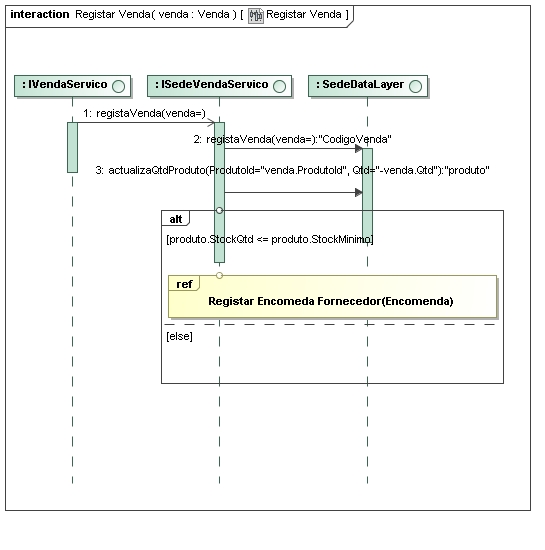 interaction Registar Venda( venda : Venda ) [ Registar Venda ]
: IVendaServico
: ISedeVendaServico
: SedeDataLayer
1: registaVenda(venda=)
2: registaVenda(venda=):"CodigoVenda"
3: actualizaQtdProduto(ProdutoId="venda.ProdutoId", Qtd="-venda.Qtd"):"produto"
alt
[produto.StockQtd <= produto.StockMinimo]
ref
Registar Encomeda Fornecedor(Encomenda)
[else]